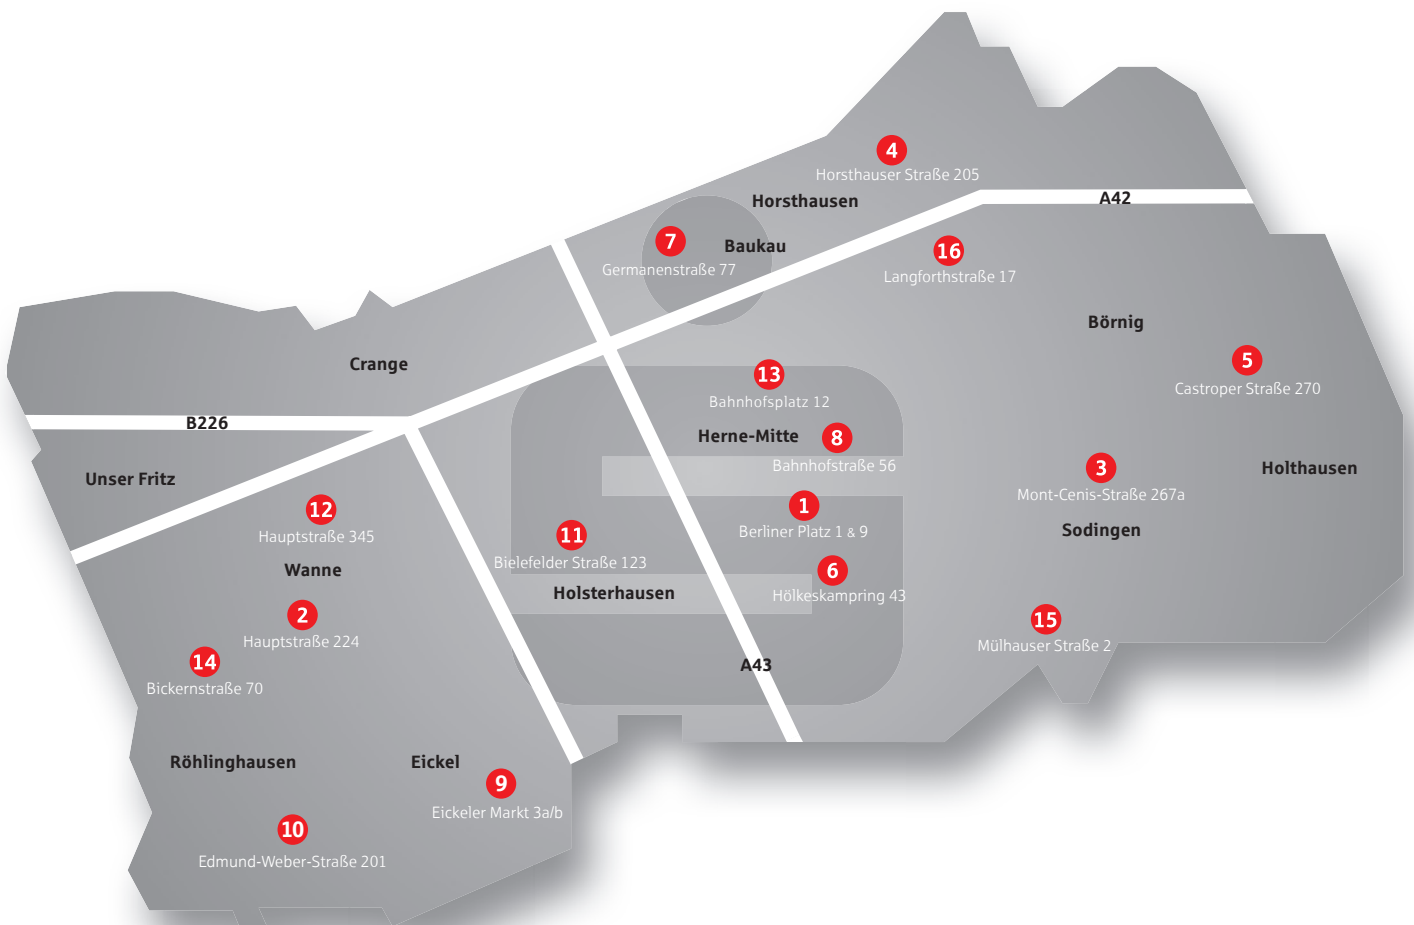 4
Horsthauser Straße 205
A42
Horsthausen
7
Baukau
16
Germanenstraße 77
Langforthstraße 17
Börnig
Crange
5
13
Castroper Straße 270
Bahnhofsplatz 12
B226
Herne-Mitte
8
Bahnhofstraße 56
3
Holthausen
Unser Fritz
Mont-Cenis-Straße 267a
12
1
Hauptstraße 345
Berliner Platz 1 & 9
Sodingen
11
Bielefelder Straße 123
Wanne
6
Holsterhausen
Hölkeskampring 43
2
15
Hauptstraße 224
Mülhauser Straße 2
14
A43
Bickernstraße 70
Röhlinghausen
Eickel
9
Eickeler Markt 3a/b
10
Edmund-Weber-Straße 201